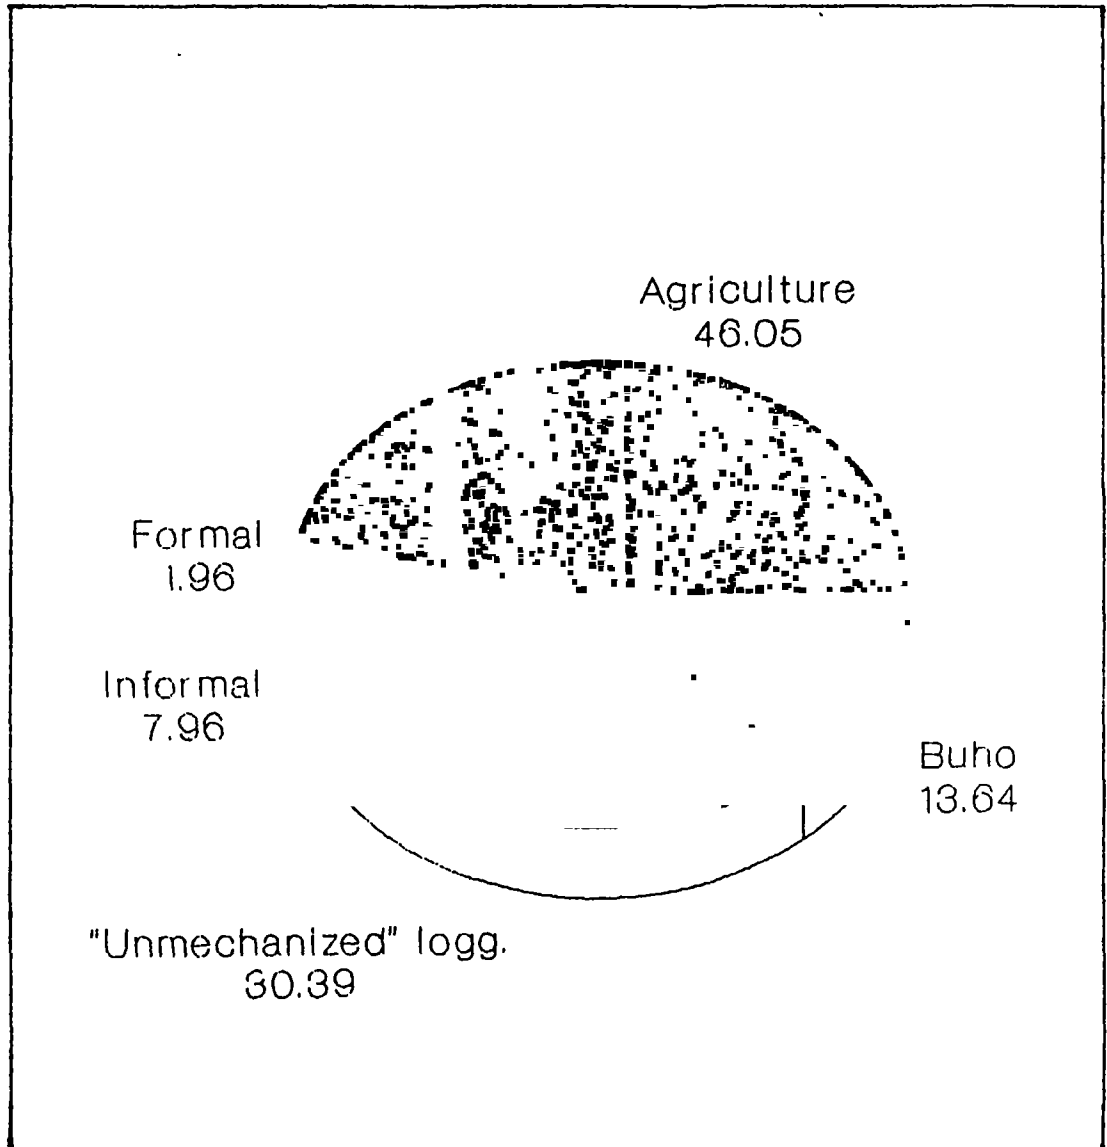 Agriculture
46.05
Formal
1.96
Informal
7.96
Buho
13.64
"Unmechanized" logg.
30.39